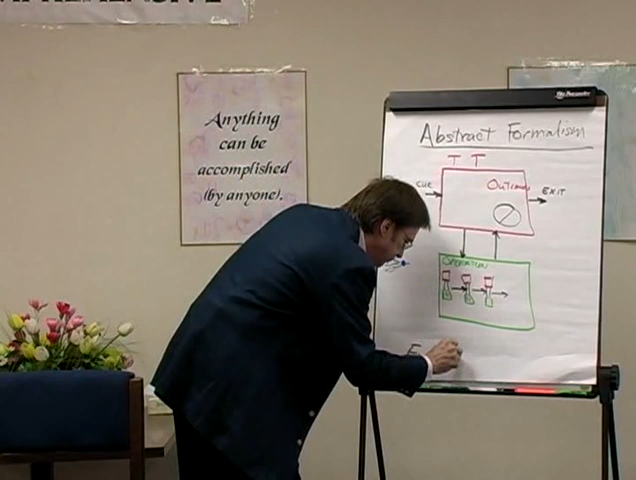 Anything
can be
accomplished
(by anyone).
Abstract Formalism
T T
CUE
Outcome
EXIT
OPERATION
E